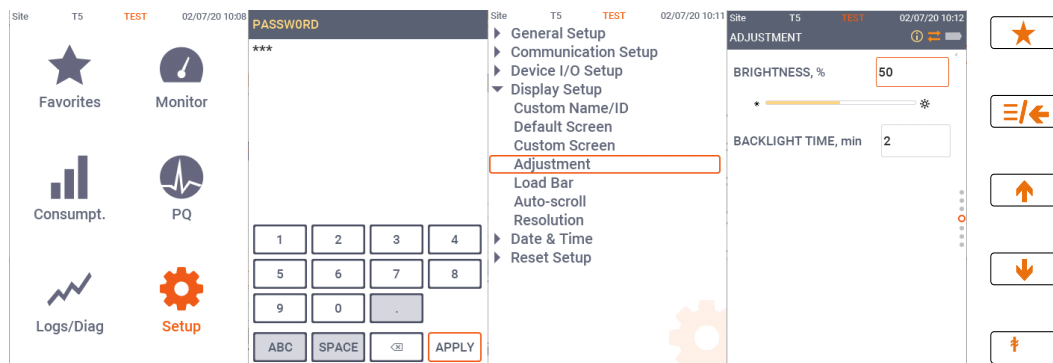 Site T5 TEST 02/07/20 10:08
Favorites Monitor
Consumpt. PQ
Logs/Diag Setup
PASSWORD
***
1 2 3 4
5 6 7 8
9 0 .
ABC SPACE APPLY
Site T5 TEST 02/07/20 10:11
General Setup
Communication Setup
Device I/O Setup
Display Setup
Custom Name/ID
Default Screen
Custom Screen
Adjustment
Load Bar
Auto-scroll
Resolution
Date & Time
Reset Setup
Site T5 TEST 02/07/20 10:12
ADJUSTMENT
BRIGHTNESS, % 50
BACKLIGHT TIME, min 2